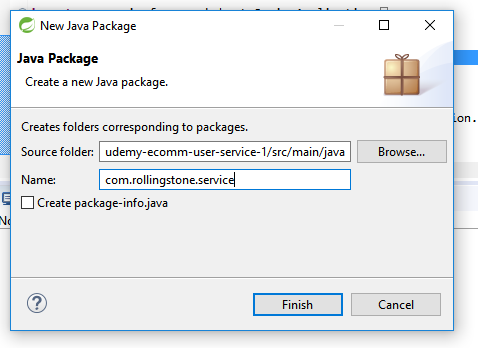 New Java Package
Java Package
Create a new Java package.
Creates folders corresponding to packages.
Source folder: udemy-ecomm-user-service-1/src/main/java Browse...
Name: com.rollingstone.service
Create package-info.java
Finish Cancel